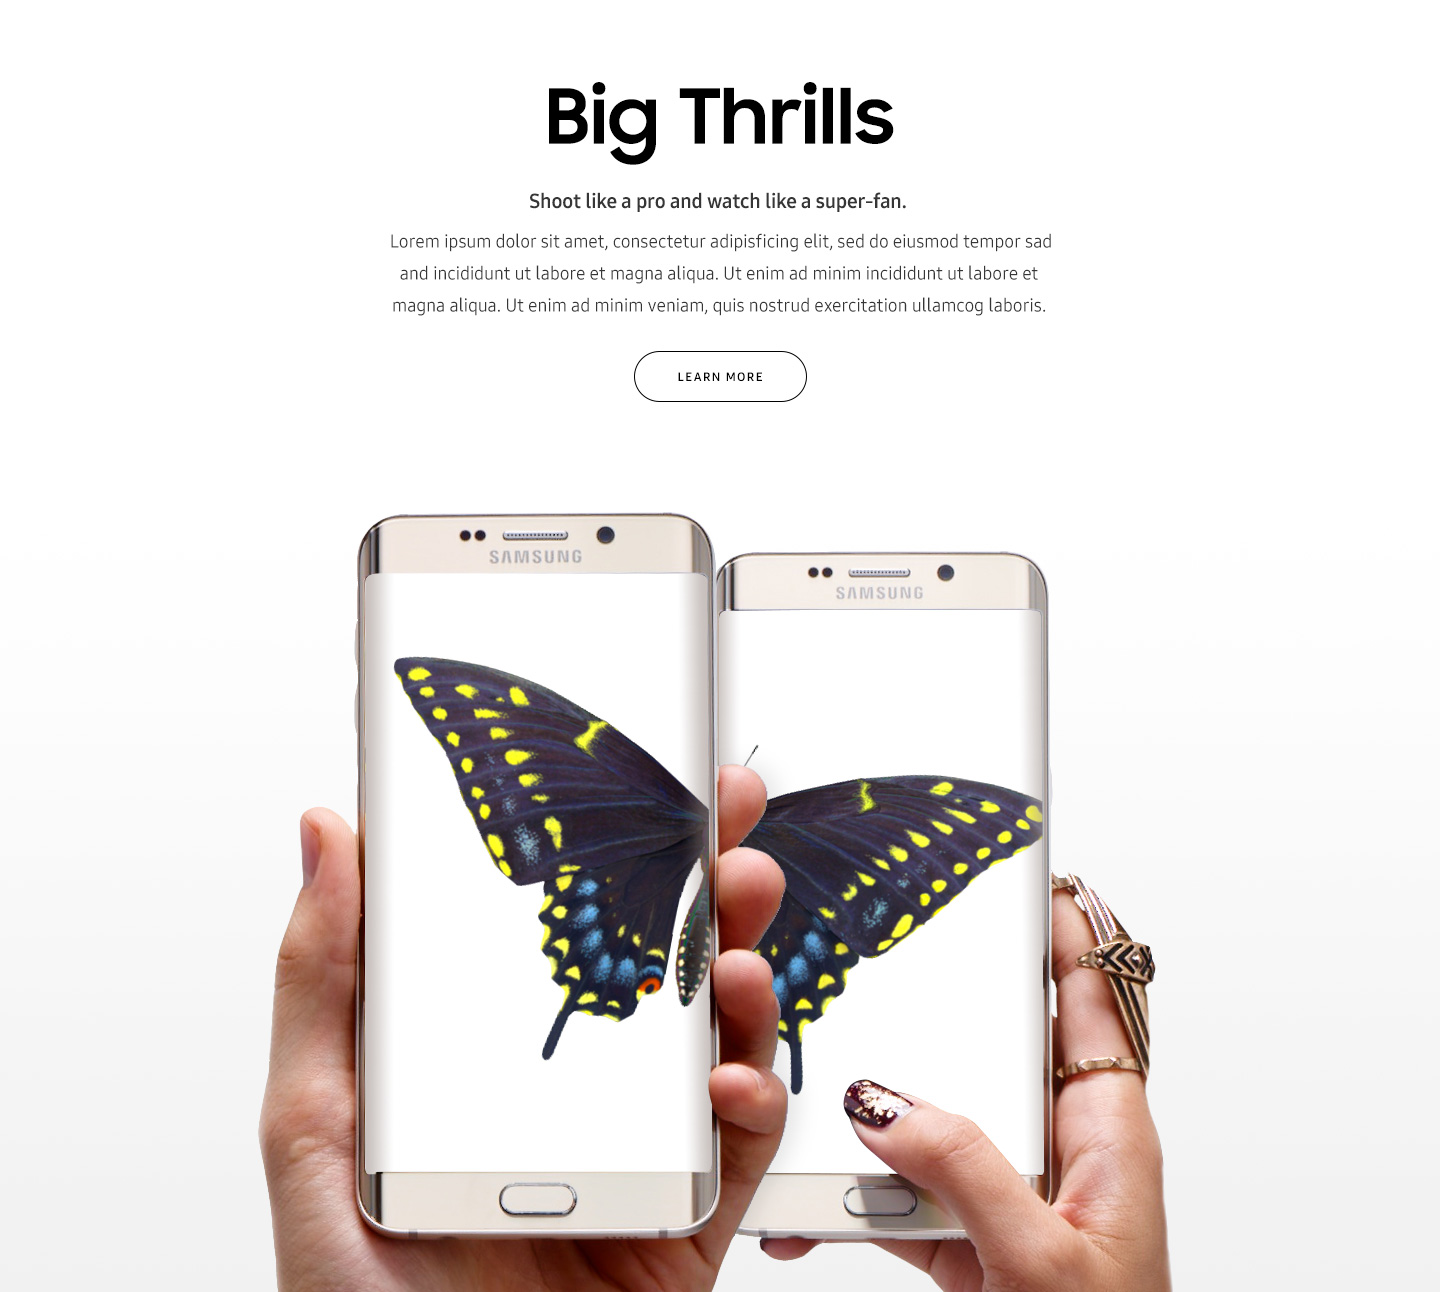 Big Thrills
Shoot like a pro and watch like a super-fan.
Lorem ipsum dolor sit amet, consectetur adipisficing elit, sed do eiusmod tempor sad
and incididunt ut labore et magna aliqua. Ut enim ad minim incididunt ut labore et
magna aliqua. Ut enim ad minim veniam, quis nostrud exercitation ullamcog laboris.
LEARN MORE
SAMSUNG
SAMSUNG